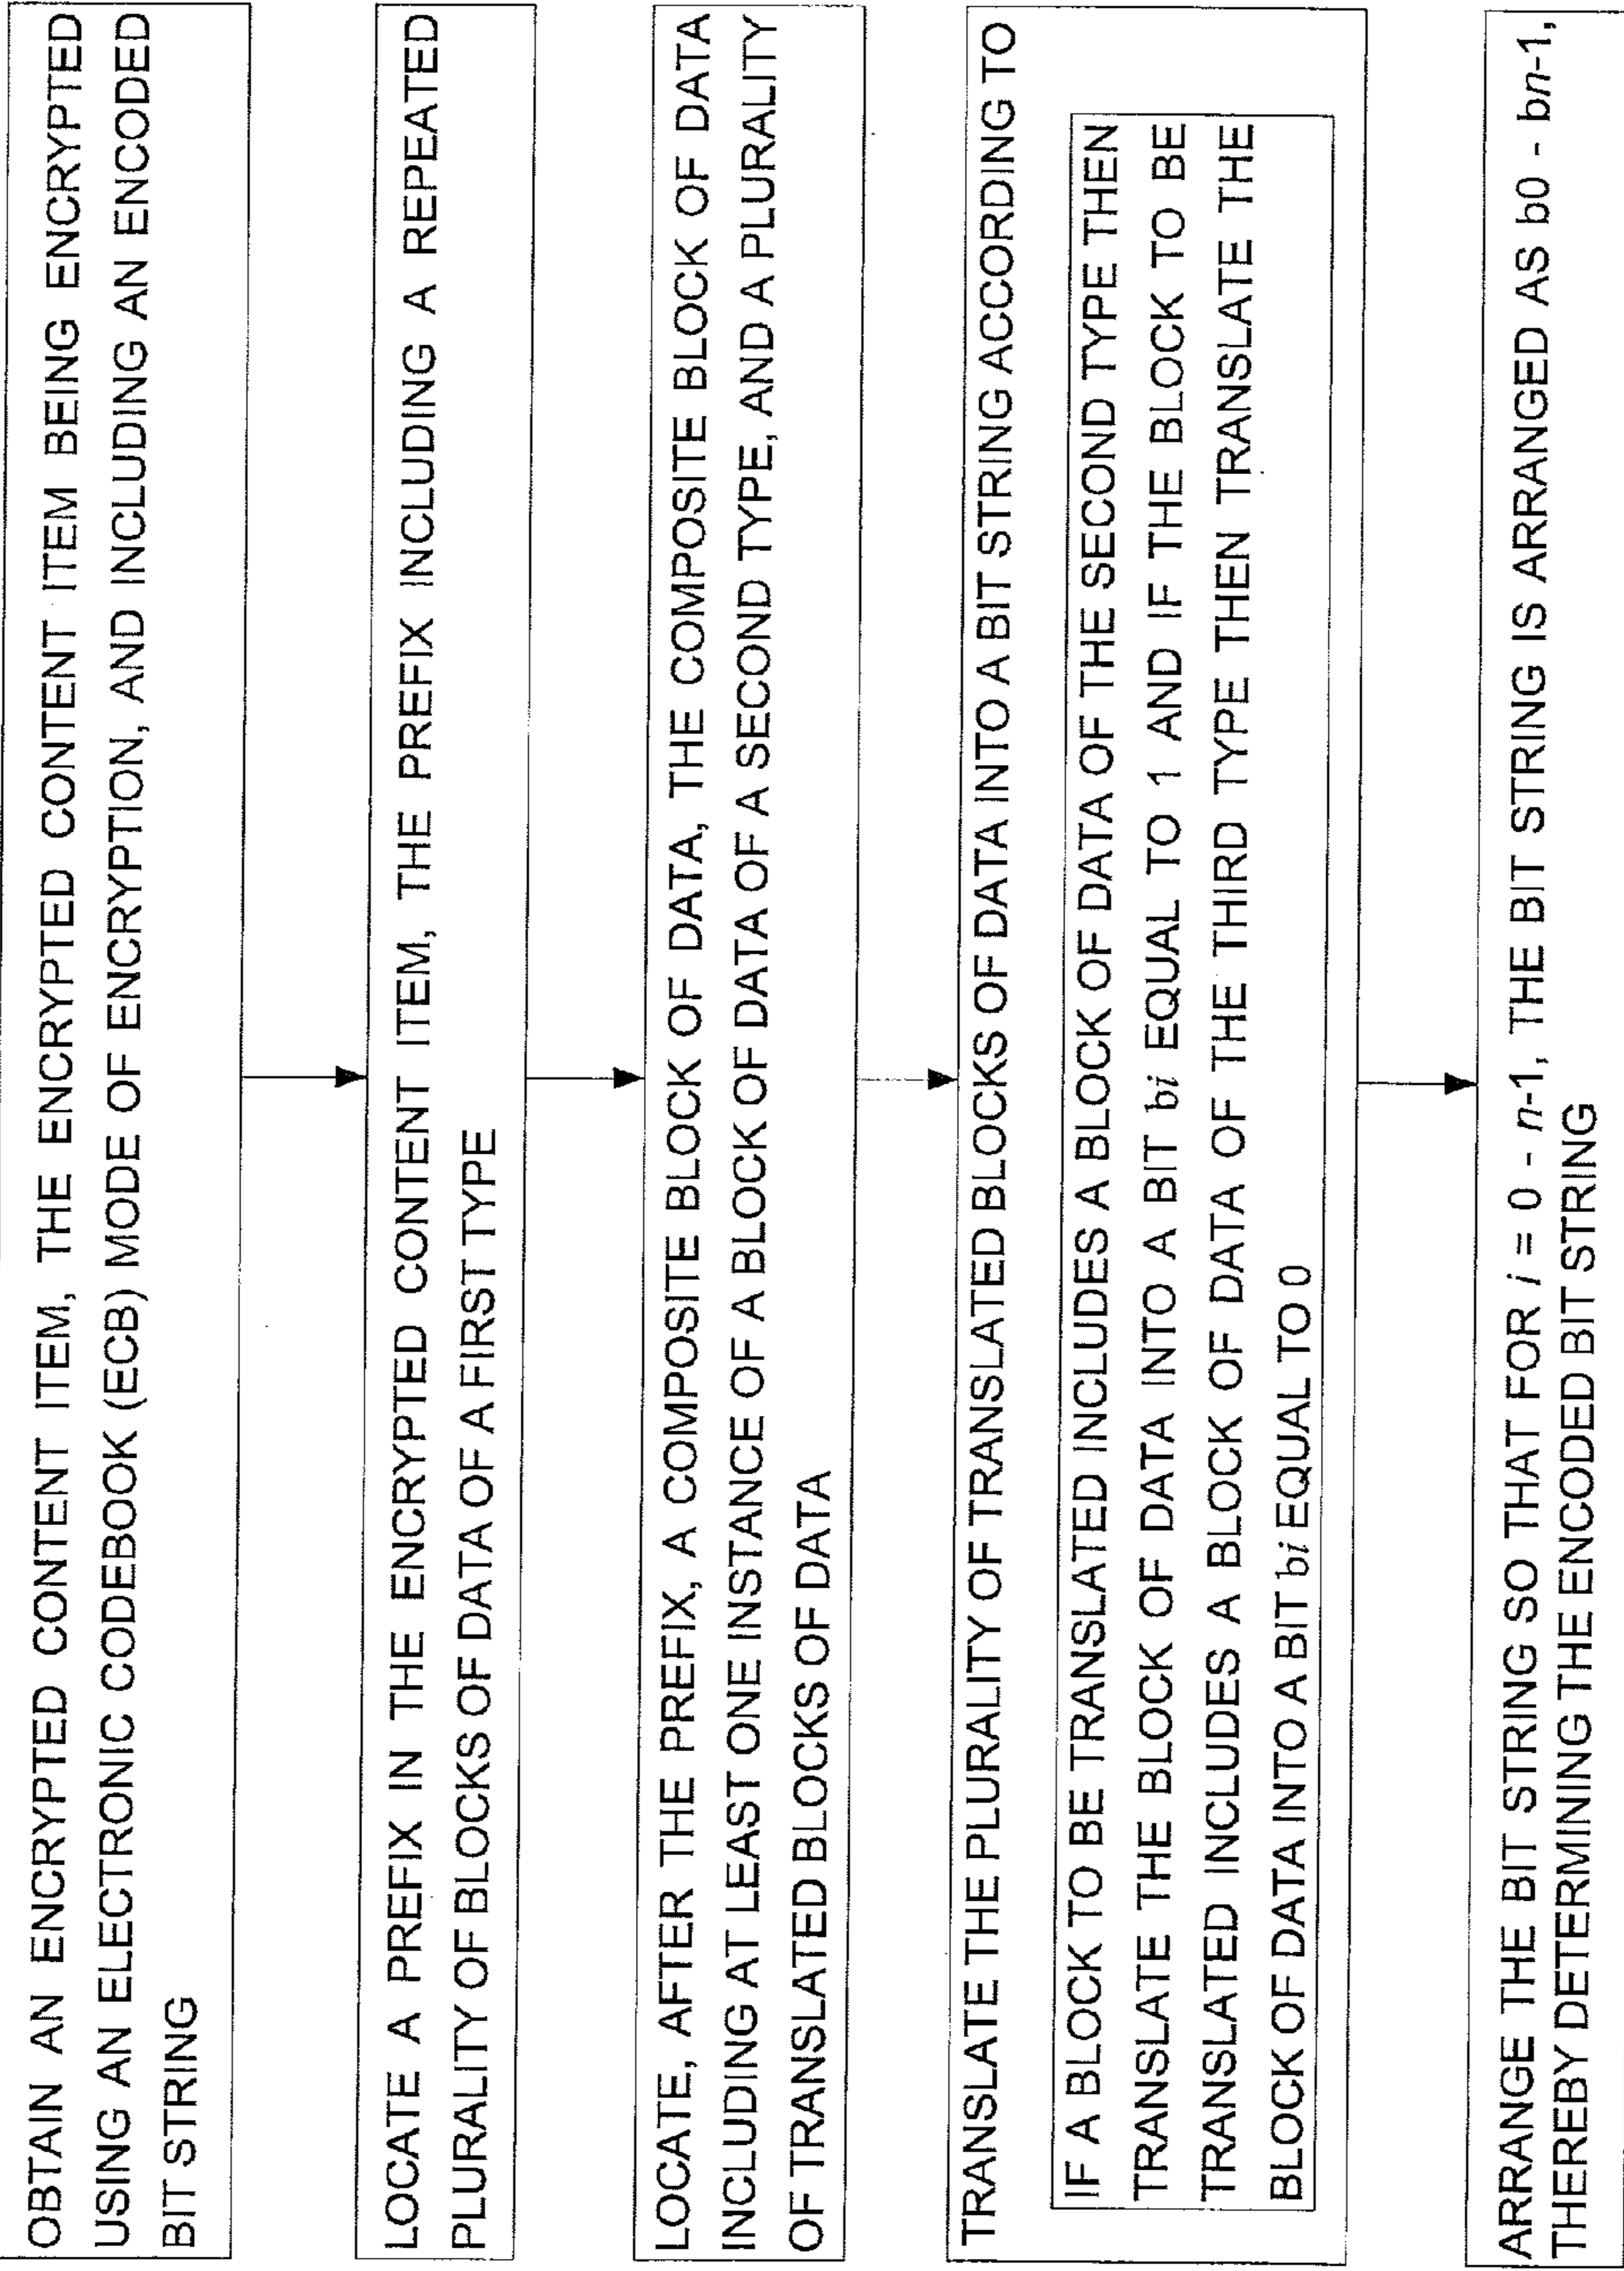 OBTAIN AN ENCRYPTED CONTENT ITEM, THE ENCRYPTED CONTENT ITEM BEING ENCRYPTED
USING AN ELECTRONIC CODEBOOK (ECB) MODE OF ENCRYPTION, AND INCLUDING AN ENCODED
BIT STRING
LOCATE A PREFIX IN THE ENCRYPTED CONTENT ITEM, THE PREFIX INCLUDING A REPEATED
PLURALITY OF BLOCKS OF DATA OF A FIRST TYPE
LOCATE, AFTER THE PREFIX, A COMPOSITE BLOCK OF DATA, THE COMPOSITE BLOCK OF DATA
INCLUDING AT LEAST ONE INSTANCE OF A BLOCK OF DATA OF A SECOND TYPE, AND A PLURALITY
OF TRANSLATED BLOCKS OF DATA
TRANSLATE THE PLURALITY OF TRANSLATED BLOCKS OF DATA INTO A BIT STRING ACCORDING TO
IF A BLOCK TO BE TRANSLATED INCLUDES A BLOCK OF DATA OF THE SECOND TYPE THEN
TRANSLATE THE BLOCK OF DATA INTO A BIT bi EQUAL TO 1 AND IF THE BLOCK TO BE
TRANSLATED INCLUDES A BLOCK OF DATA OF THE THIRD TYPE THEN TRANSLATE THE
BLOCK OF DATA INTO A BIT bi EQUAL TO 0
ARRANGE THE BIT STRING SO THAT FOR i = 0 - n-1, THE BIT STRING IS ARRANGED AS b0 - bn-1,
THEREBY DETERMINING THE ENCODED BIT STRING